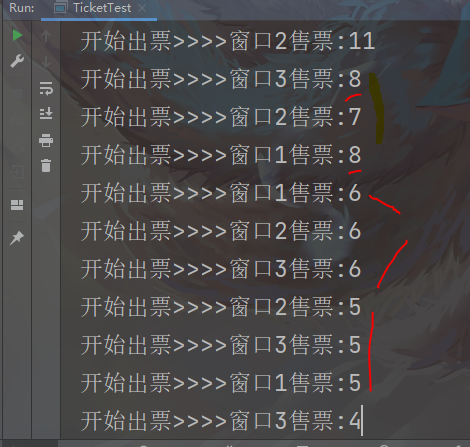 Run: TicketTest
开始出票>>>>窗口2售票:11
开始出票>>>>窗口3售票:8
开始出票>>>>窗口2售票:7
开始出票>>>>窗口1售票:8
开始出票>>>>窗口1售票:6
开始出票>>>>窗口2售票:6
开始出票>>>>窗口3售票:6
开始出票>>>>窗口2售票:5
开始出票>>>>窗口3售票:5
开始出票>>>>窗口1售票:5
开始出票>>>>窗口3售票:4